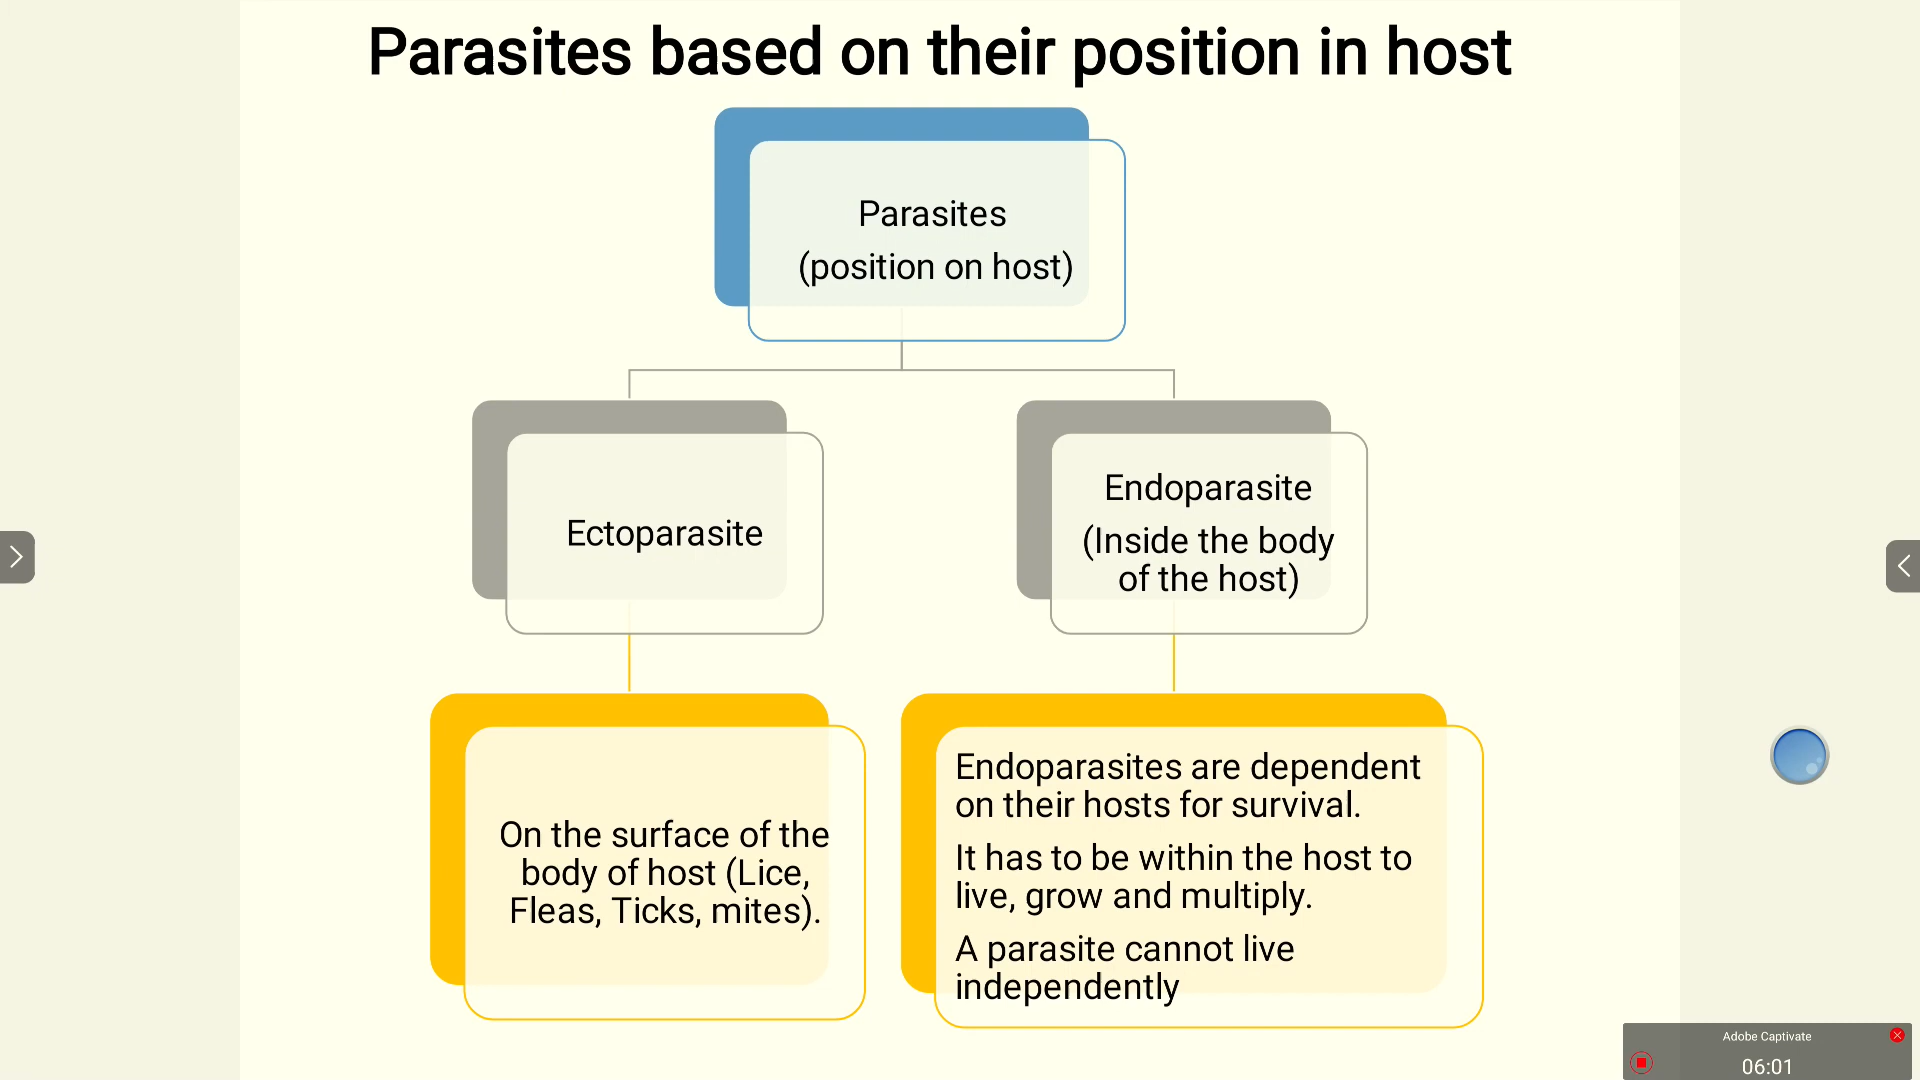 Parasites based on their position in host
Parasites
(position on host)
Ectoparasite
Endoparasite
(Inside the body
of the host)
On the surface of the
body of host (Lice,
Fleas, Ticks, mites).
Endoparasites are dependent
on their hosts for survival.
It has to be within the host to
live, grow and multiply.
A parasite cannot live
independently
Adobe Captivate
06:01